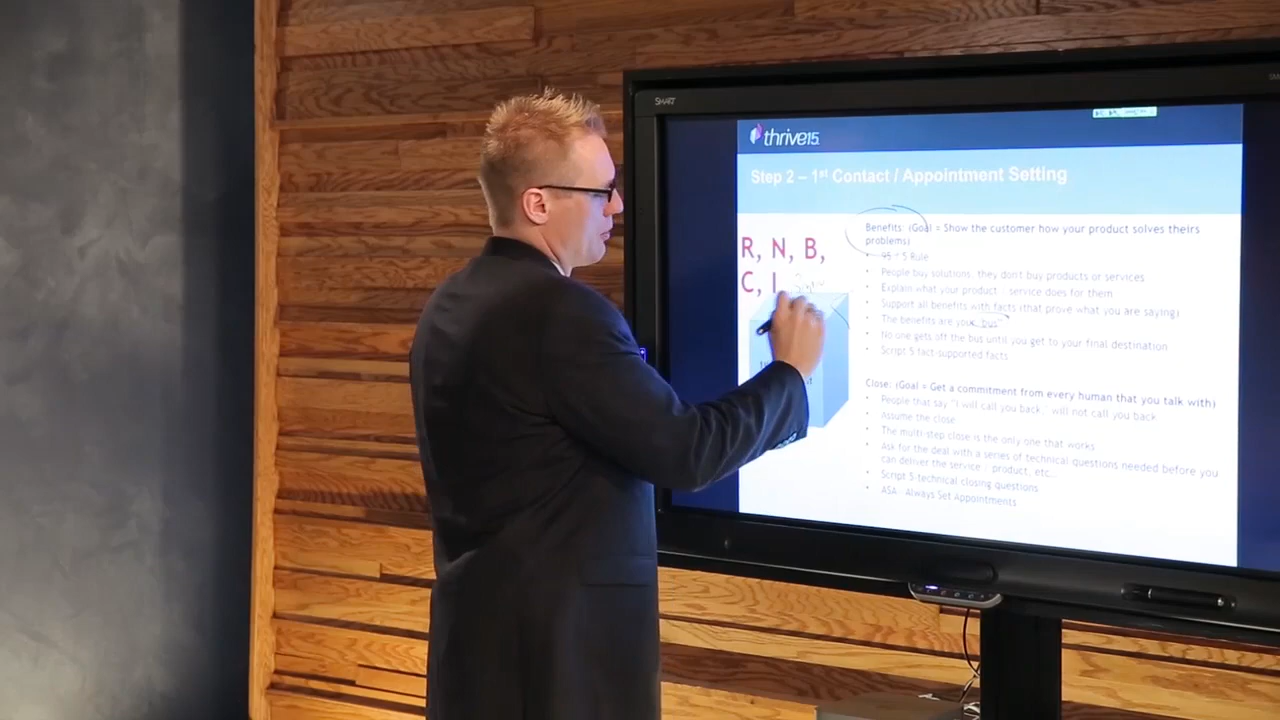 SMART
thrive15
Step 2 – 1st Contact / Appointment Setting
R, N, B,
C, I
Benefits: (Goal = Show the customer how your product solves theirs
problems)
• 95 / 5 Rule
• People buy solutions, they don't buy products or services
• Explain what your product / service does for them
• Support all benefits with facts (that prove what you are saying)
• The benefits are your "bus"
• No one gets off the bus until you get to your final destination
• Script 5 fact-supported facts
Close: (Goal = Get a commitment from every human that you talk with)
• People that say "I will call you back," will not call you back
• Assume the close
• The multi-step close is the only one that works
• Ask for the deal with a series of technical questions needed before you
can deliver the service / product, etc..
• Script 5-technical closing questions
• ASA - Always Set Appointments